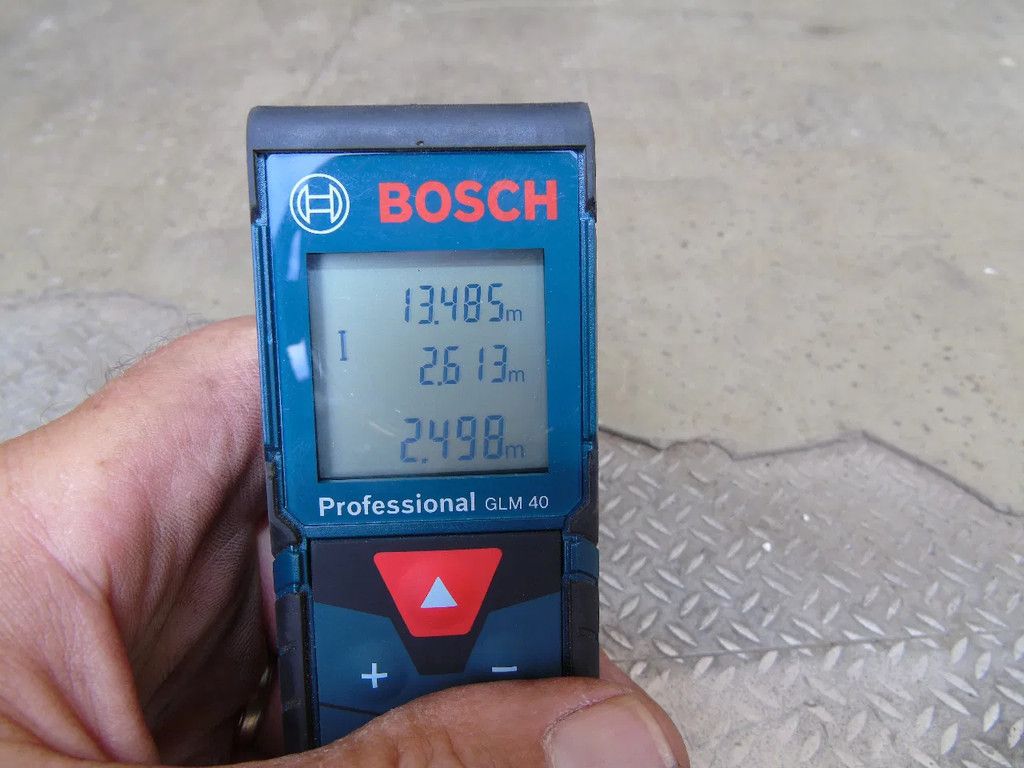 BOSCH
13.485m
2.613m
2.498m
Professional GLM 40
+ −